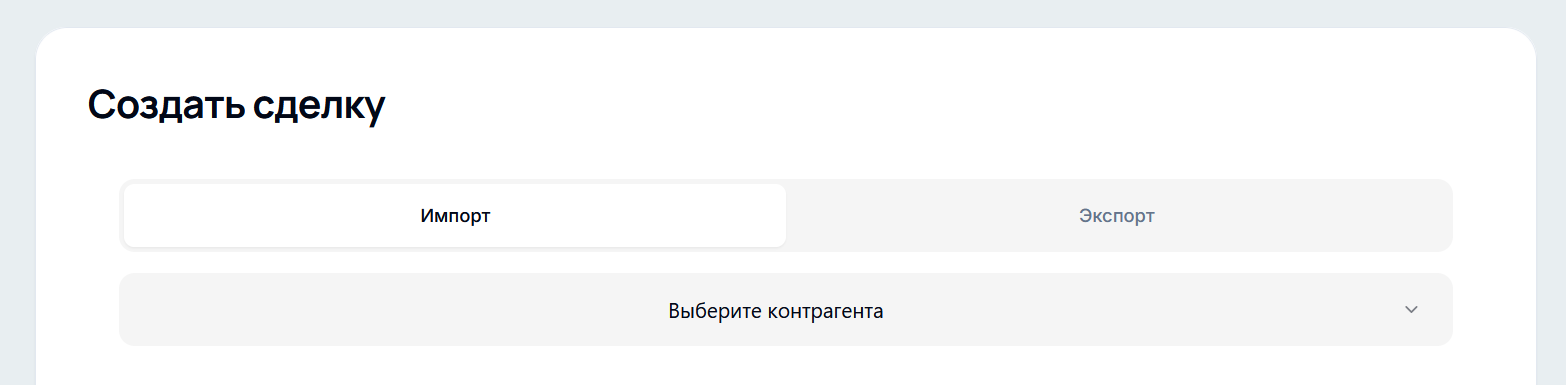 Создать сделку
Импорт
Экспорт
Выберите контрагента